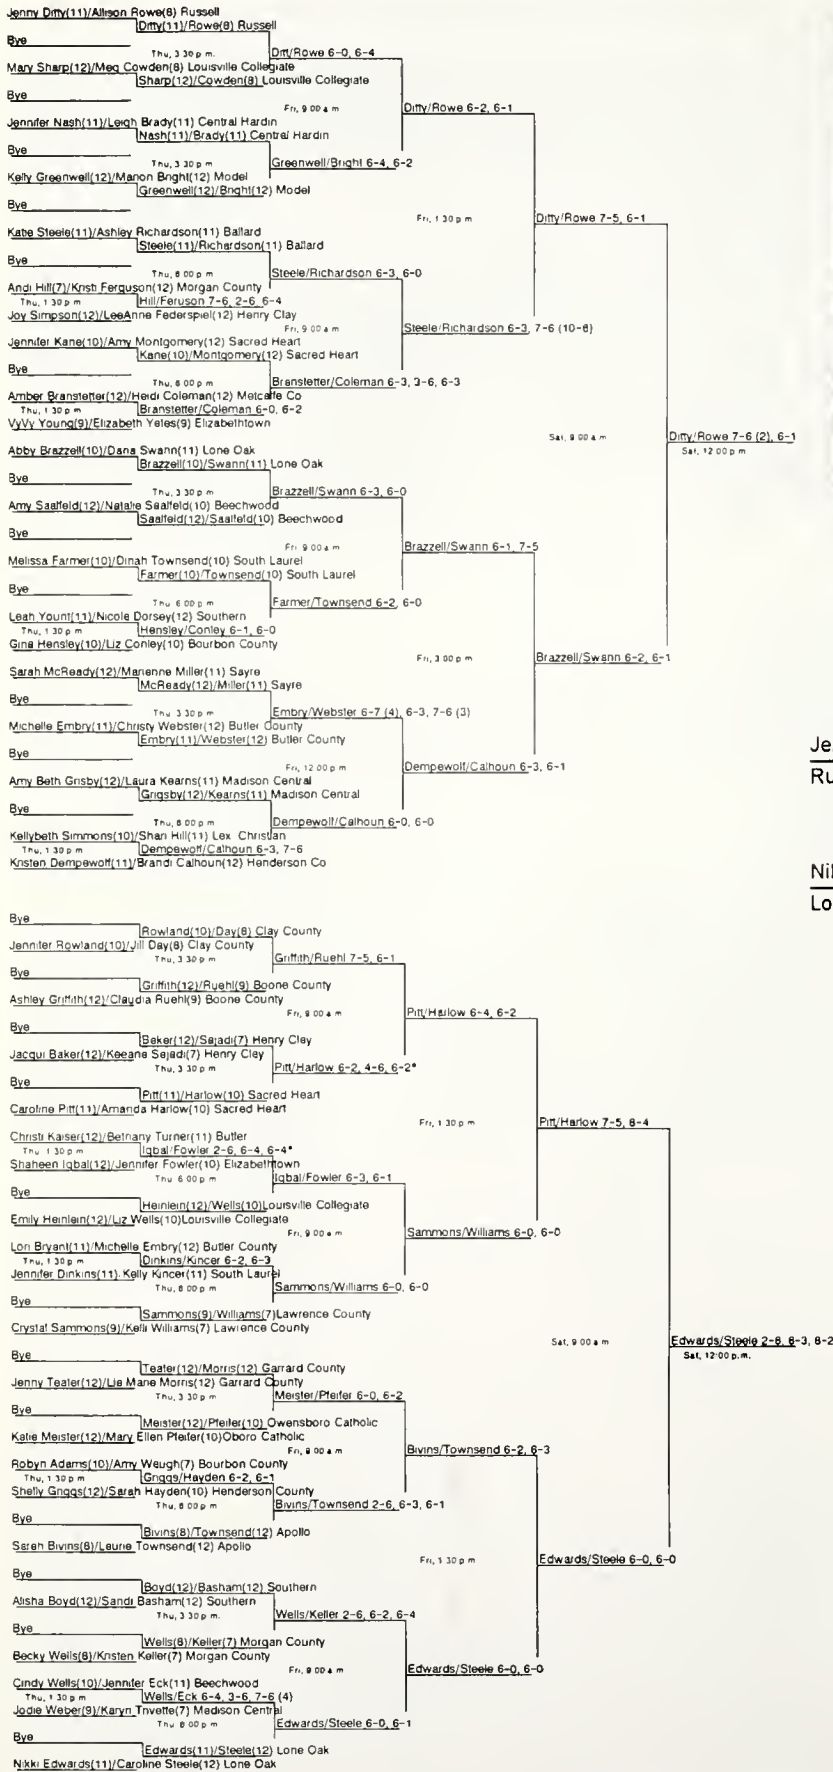 Jenny Ditty(11)/Allison Rowe(8) Russell
Ditty(11)/Rowe(8) Russell
Bye
Thu, 3 30 p m.
Ditt/Rowe 6-0, 6-4
Mary Sharp(12)/Meg Cowden(8) Louisville Collegiate
Sharp(12)/Cowden(8) Louisville Collegiate
Bye
Fri, 9 00 a m
Ditty/Rowe 6-2, 6-1
Jennifer Nash(11)/Leigh Brady(11) Central Hardin
Nash(11)/Brady(11) Central Hardin
Bye
Thu, 3 30 p m
Greenwell/Bright 6-4, 6-2
Kelly Greenwell(12)/Marion Bright(12) Model
Greenwell(12)/Bright(12) Model
Bye
Fri, 1 30 p m
Ditty/Rowe 7-5, 6-1
Katie Steele(11)/Ashley Richardson(11) Ballard
Steele(11)/Richardson(11) Ballard
Bye
Thu, 6 00 p m
Steele/Richardson 6-3, 6-0
Andi Hill(7)/Kristi Ferguson(12) Morgan County
Thu, 1 30 p m
Hill/Feruson 7-6, 2-6, 6-4
Joy Simpson(12)/LeeAnne Federspiel(12) Henry Clay
Fri, 9 00 a m
Steele/Richardson 6-3, 7-6 (10-8)
Jennifer Kane(10)/Amy Montgomery(12) Sacred Heart
Kane(10)/Montgomery(12) Sacred Heart
Bye
Thu, 6 00 p m
Branstetter/Coleman 6-3, 3-6, 6-3
Amber Branstetter(12)/Heidi Coleman(12) Metcalfe Co
Thu, 1 30 p m
Branstetter/Coleman 6-0, 6-2
VyVy Young(9)/Elizabeth Yates(9) Elizabethtown
Sat, 9 00 a m
Ditty/Rowe 7-6 (2), 6-1
Sat, 12:00 p m
Abby Brazzell(10)/Dana Swann(11) Lone Oak
Brazzell(10)/Swann(11) Lone Oak
Bye
Thu, 3 30 p m
Brazzell/Swann 6-3, 6-0
Amy Saalfeld(12)/Natalie Saalfeld(10) Beechwood
Saalfeld(12)/Saalfeld(10) Beechwood
Bye
Fri 9 00 a m
Brazzell/Swann 6-1, 7-5
Melissa Farmer(10)/Dinah Townsend(10) South Laurel
Farmer(10)/Townsend(10) South Laurel
Bye
Thu 6 00 p m
Farmer/Townsend 6-2, 6-0
Leah Yount(11)/Nicole Dorsey(12) Southern
Thu, 1 30 p m
Hensley/Conley 6-1, 6-0
Gina Hensley(10)/Liz Conley(10) Bourbon County
Fri, 3 00 p m
Brazzell/Swann 6-2, 6-1
Sarah McReady(12)/Marienne Miller(11) Sayre
McReady(12)/Miller(11) Sayre
Bye
Thu, 3 30 p m
Embry/Webster 6-7 (4), 6-3, 7-6 (3)
Michelle Embry(11)/Christy Webster(12) Butler County
Embry(11)/Webster(12) Butler County
Bye
Fri, 12:00 p m
Dempewolf/Calhoun 6-3, 6-1
Amy Beth Grisby(12)/Laura Kearns(11) Madison Central
Grigsby(12)/Kearns(11) Madison Central
Bye
Thu, 6 00 p m
Dempewolf/Calhoun 6-0, 6-0
Kellybeth Simmons(10)/Shari Hill(11) Lex Christian
Thu, 1 30 p m
Dempewolf/Calhoun 6-3, 7-6
Kristen Dempewolf(11)/Brandi Calhoun(12) Henderson Co
Je
Ru
Lo
Bye
Rowland(10)/Day(8) Clay County
Jennifer Rowland(10)/Jill Day(8) Clay County
Thu, 3 30 p m
Griffith/Ruehl 7-5, 6-1
Bye
Griffith(12)/Ruehl(9) Boone County
Ashley Griffith(12)/Claudia Ruehl(9) Boone County
Fri, 9 00 a m
Pitt/Harlow 6-4, 6-2
Bye
Baker(12)/Sajadi(7) Henry Clay
Jacqui Baker(12)/Keeane Sajadi(7) Henry Clay
Thu, 3 30 p m
Pitt/Harlow 6-2, 4-6, 6-2*
Bye
Pitt(11)/Harlow(10) Sacred Heart
Caroline Pitt(11)/Amanda Harlow(10) Sacred Heart
Fri, 1 30 p m
Pitt/Harlow 7-5, 6-4
Christi Kaiser(12)/Bethany Turner(11) Butler
Thu 1 30 p m
Iqbal/Fowler 2-6, 6-4, 6-4*
Shaheen Iqbal(12)/Jennifer Fowler(10) Elizabethtown
Thu 6 00 p m
Iqbal/Fowler 6-3, 6-1
Bye
Heinlein(12)/Wells(10)Louisville Collegiate
Emily Heinlein(12)/Liz Wells(10)Louisville Collegiate
Fri, 9 00 a m
Sammons/Williams 6-0, 6-0
Lori Bryant(11)/Michelle Embry(12) Butler County
Thu, 1 30 p m
Dinkins/Kincer 6-2, 6-3
Jennifer Dinkins(11). Kelly Kincer(11) South Laurel
Thu, 6 00 p m
Sammons/Williams 6-0, 6-0
Bye
Sammons(9)/Williams(7)Lawrence County
Crystal Sammons(9)/Kelli Williams(7) Lawrence County
Sat, 9 00 a m
Edwards/Steele 2-6, 6-3, 6-2
Sat, 12:00 p.m.
Bye
Teater(12)/Morris(12) Garrard County
Jenny Teater(12)/Lie Marie Morris(12) Garrard County
Thu, 3 30 p m
Meister/Pfeifer 6-0, 6-2
Bye
Meister(12)/Pfeifer(10) Owensboro Catholic
Katie Meister(12)/Mary Ellen Pfeifer(10)Oboro Catholic
Fri, 9 00 a m
Bivins/Townsend 6-2, 6-3
Robyn Adams(10)/Amy Waugh(7) Bourbon County
Thu, 1 30 p m
Griggs/Hayden 6-2, 6-1
Shelly Griggs(12)/Sarah Hayden(10) Henderson County
Thu, 6 00 p m
Bivins/Townsend 2-6, 6-3, 6-1
Bye
Bivins(8)/Townsend(12) Apollo
Sarah Bivins(8)/Laurie Townsend(12) Apollo
Fri, 1 30 p m
Edwards/Steele 6-0, 6-0
Bye
Boyd(12)/Basham(12) Southern
Alisha Boyd(12)/Sandi Basham(12) Southern
Thu, 3 30 p m.
Wells/Keller 2-6, 6-2, 6-4
Bye
Wells(8)/Keller(7) Morgan County
Becky Wells(8)/Kristen Keller(7) Morgan County
Fri, 9 00 a m
Edwards/Steele 6-0, 6-0
Cindy Wells(10)/Jennifer Eck(11) Beechwood
Thu, 1 30 p m
Wells/Eck 6-4, 3-6, 7-6 (4)
Jodie Weber(9)/Karyn Trivette(7) Madison Central
Thu 6 00 p m
Edwards/Steele 6-0, 6-1
Bye
Edwards(11)/Steele(12) Lone Oak
Nikki Edwards(11)/Caroline Steele(12) Lone Oak